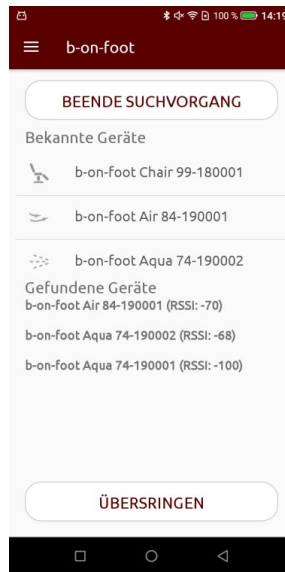 100 % 14:19
b-on-foot
BEENDE SUCHVORGANG
Bekannte Geräte
b-on-foot Chair 99-180001
b-on-foot Air 84-190001
b-on-foot Aqua 74-190002
Gefundene Geräte
b-on-foot Air 84-190001 (RSSI: -70)
b-on-foot Aqua 74-190002 (RSSI: -68)
b-on-foot Aqua 74-190001 (RSSI: -100)
ÜBERSRINGEN